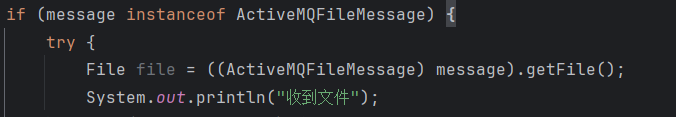 if (message instanceof ActiveMQFileMessage) {
try {
File file = ((ActiveMQFileMessage) message).getFile();
System.out.println("收到文件");